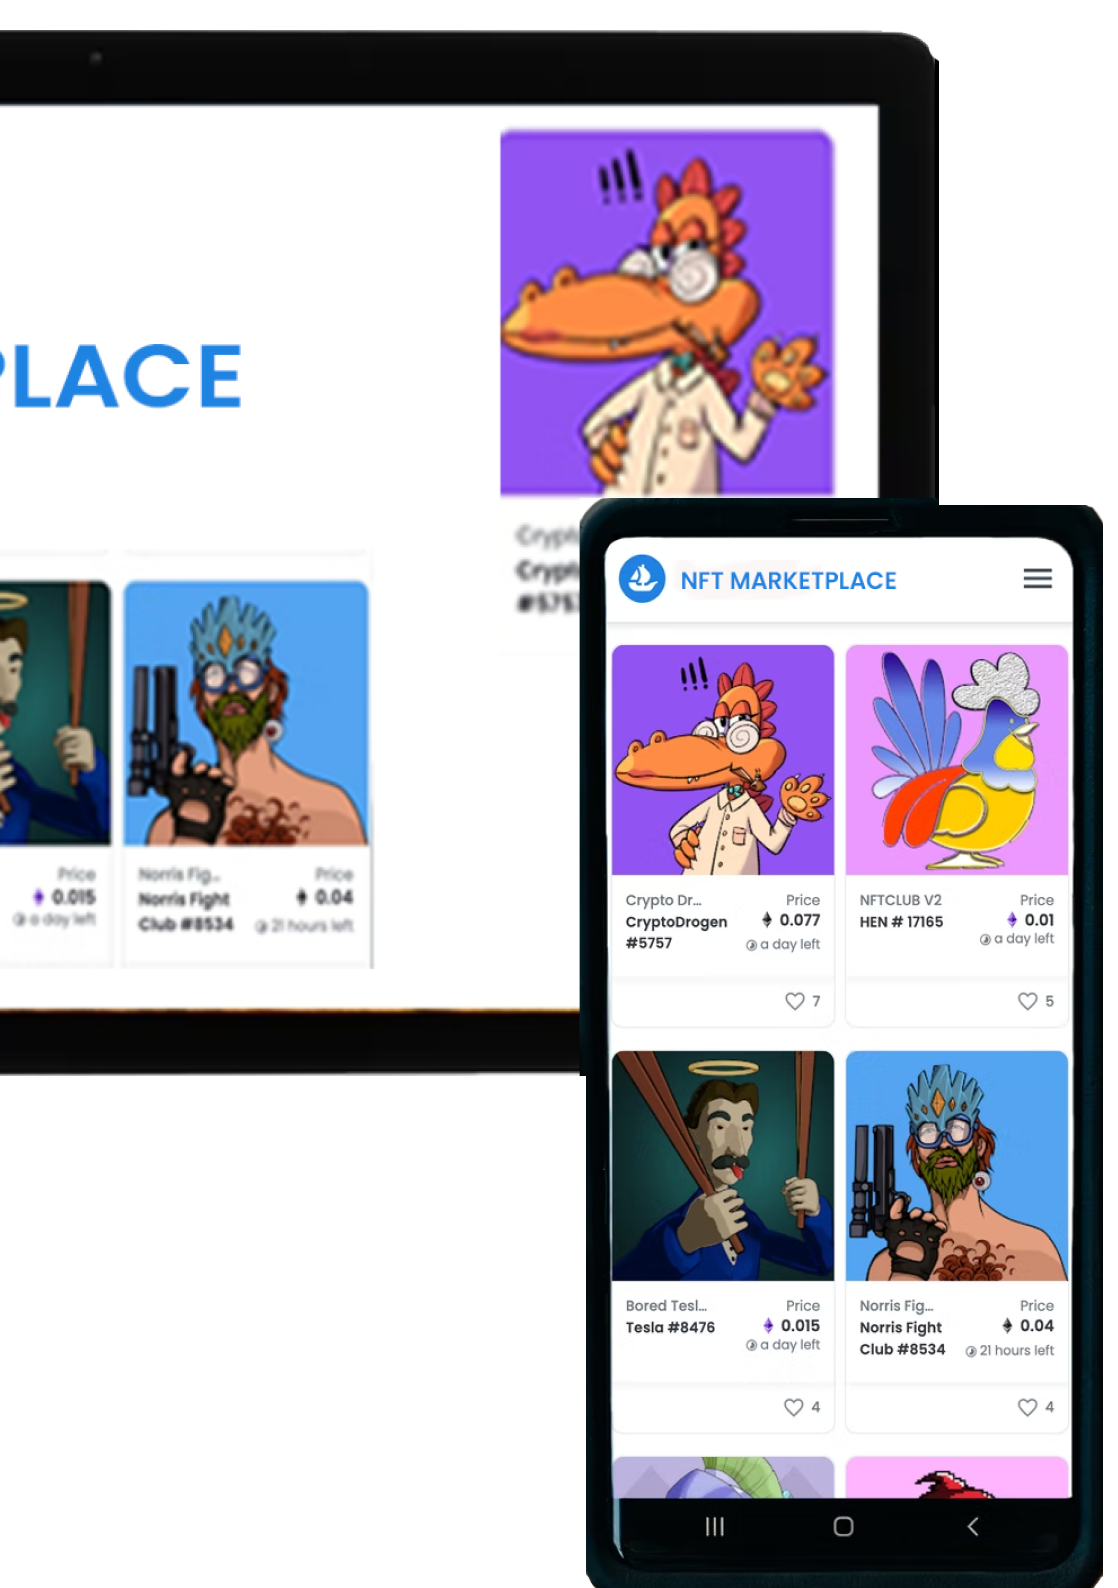 PLACE
Cryp
Cryp
#575
Price
0.015
a day left
Norris Fig...
Price
Norris Fight
0.04
Club #8534
21 hours left
NFT MARKETPLACE
!!!
Crypto Dr...
Price
CryptoDrogen
0.077
#5757
a day left
7
NFTCLUB V2
Price
HEN # 17165
0.01
a day left
5
Bored Tesl...
Price
Tesla #8476
0.015
a day left
4
Norris Fig...
Price
Norris Fight
0.04
Club #8534
21 hours left
4